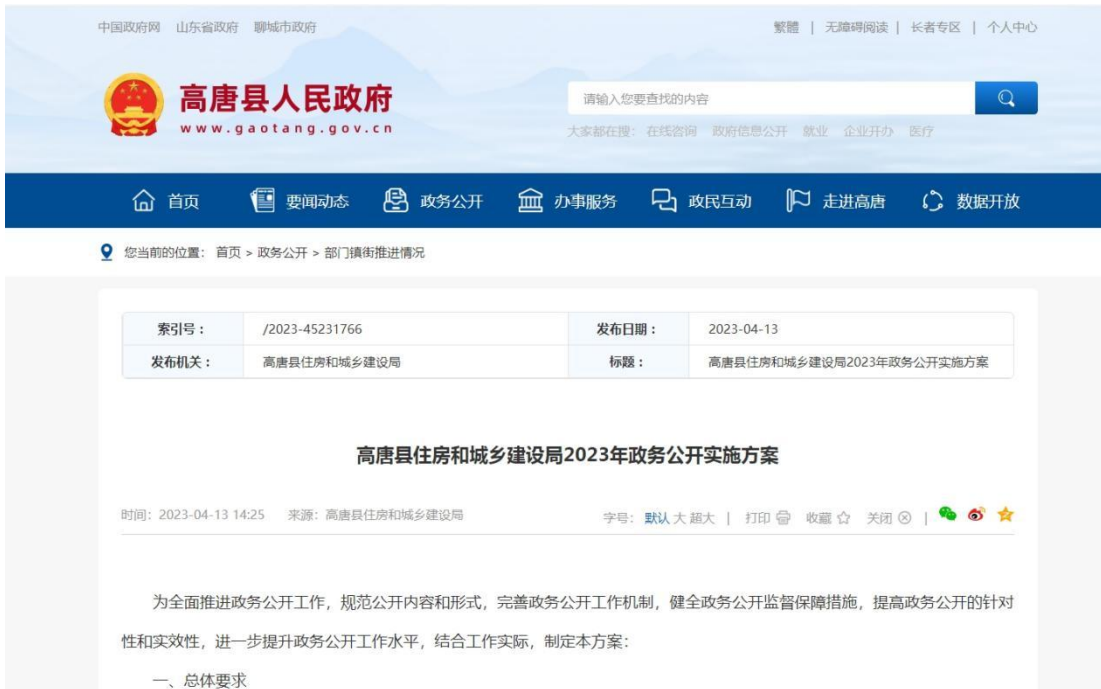 中国政府网 山东省政府 聊城市政府 繁體 | 无障碍阅读 | 长者专区 | 个人中心
高唐县人民政府
www.gaotang.gov.cn
请输入您要查找的内容
大家都在搜: 在线咨询 政府信息公开 就业 企业开办 医疗
首页 要闻动态 政务公开 办事服务 政民互动 走进高唐 数据开放
您当前的位置: 首页 > 政务公开 > 部门镇街推进情况
索引号: /2023-45231766 发布日期: 2023-04-13
发布机关: 高唐县住房和城乡建设局 标题: 高唐县住房和城乡建设局2023年政务公开实施方案
高唐县住房和城乡建设局2023年政务公开实施方案
时间: 2023-04-13 14:25 来源: 高唐县住房和城乡建设局 字号: 默认 大 超大 | 打印 收藏 关闭 |
为全面推进政务公开工作，规范公开内容和形式，完善政务公开工作机制，健全政务公开监督保障措施，提高政务公开的针对
性和实效性，进一步提升政务公开工作水平，结合工作实际，制定本方案：
一、总体要求